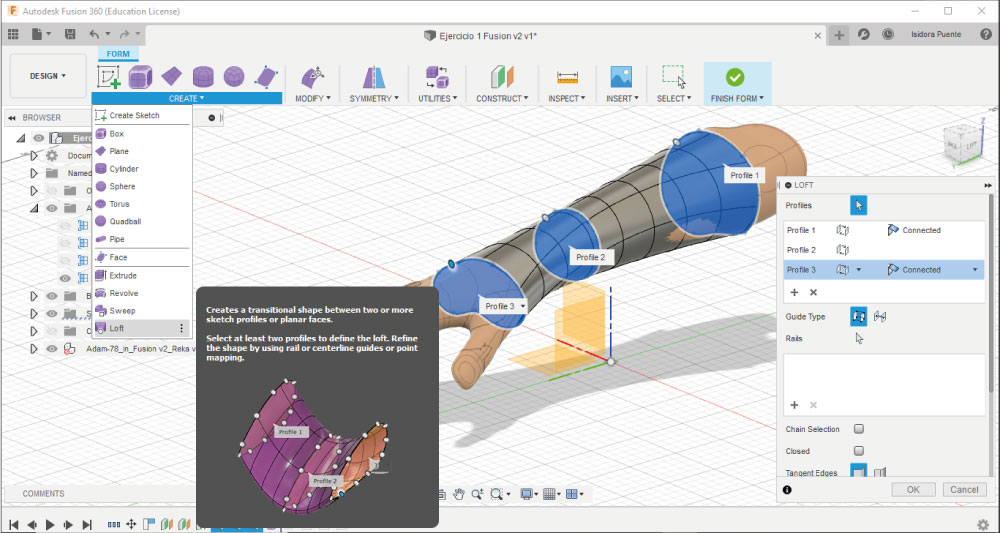 Autodesk Fusion 360 (Education License)
Ejercicio 1 Fusion v2 v1*
Isidora Puente
FORM
DESIGN
CREATE
MODIFY
SYMMETRY
UTILITIES
CONSTRUCT
INSPECT
INSERT
SELECT
FINISH FORM
BROWSER
Create Sketch
Box
Plane
Cylinder
Sphere
Torus
Quadball
Pipe
Face
Extrude
Revolve
Sweep
Loft
Ejerc
Docum
Named
O
A
B
S
C
Adam-78_in_Fusion v2_Reka v
Creates a transitional shape between two or more
sketch profiles or planar faces.
Select at least two profiles to define the loft. Refine
the shape by using rail or centerline guides or point
mapping.
Profile 1
Profile 2
Profile 1
Profile 2
Profile 3
Z
LEFT
LOFT
Profiles
Profile 1 Connected
Profile 2
Profile 3 Connected
Guide Type
Rails
Chain Selection
Closed
Tangent Edges
OK Cancel
COMMENTS